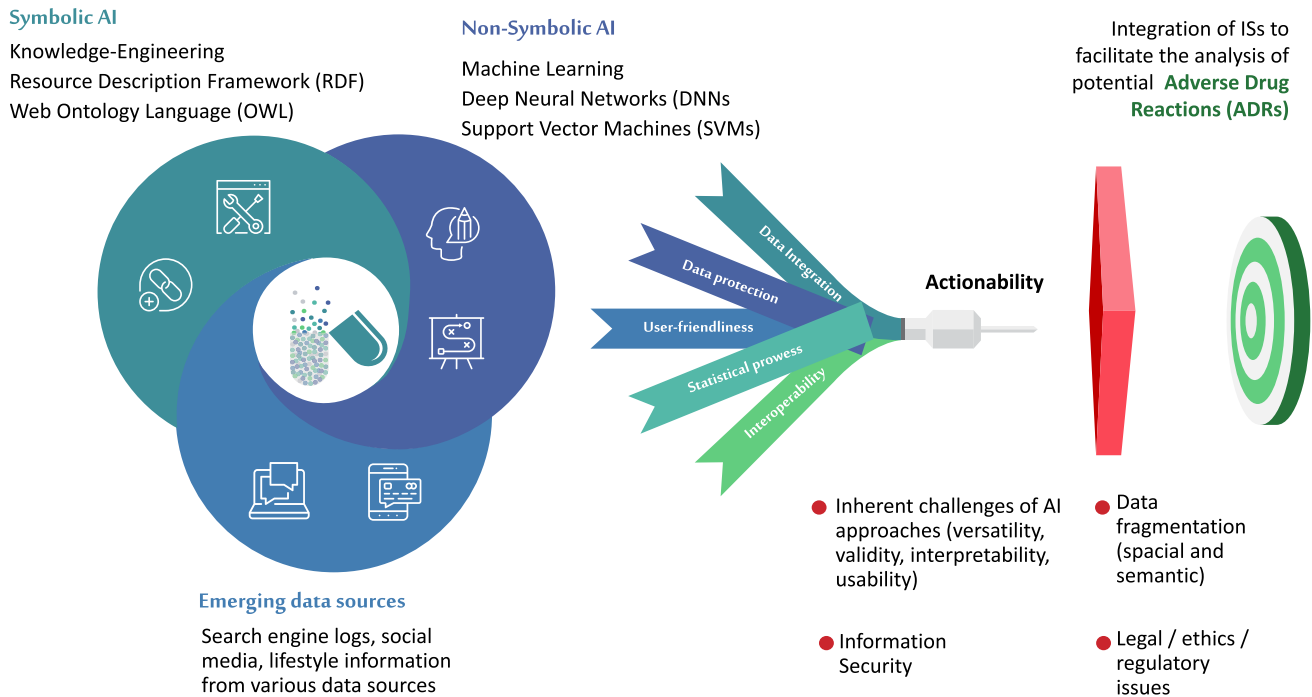 Symbolic AI
Knowledge-Engineering
Resource Description Framework (RDF)
Web Ontology Language (OWL)
Non-Symbolic AI
Machine Learning
Deep Neural Networks (DNNs
Support Vector Machines (SVMs)
Integration of ISs to
facilitate the analysis of
potential Adverse Drug
Reactions (ADRs)
Data Integration
Data protection
User-friendliness
Statistical prowess
Interoperability
Actionability
Inherent challenges of AI
approaches (versatility,
validity, interpretability,
usability)
Data
fragmentation
(spacial and
semantic)
Information
Security
Legal / ethics /
regulatory
issues
Emerging data sources
Search engine logs, social
media, lifestyle information
from various data sources